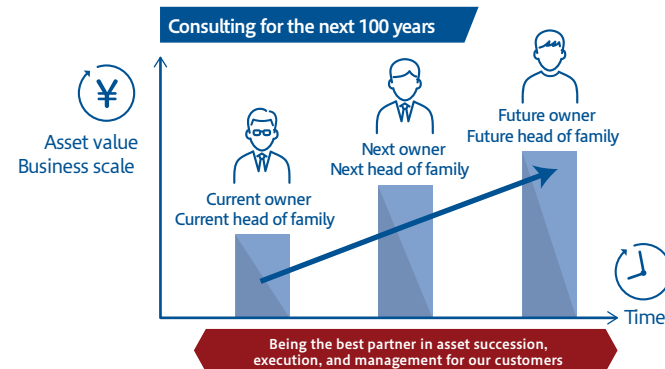 Consulting for the next 100 years
¥
Asset value
Business scale
Current owner
Current head of family
Next owner
Next head of family
Future owner
Future head of family
Time
Being the best partner in asset succession,
execution, and management for our customers